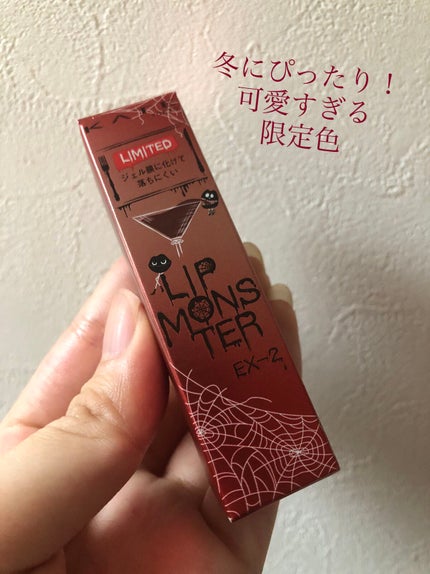 冬にぴったり！
可愛すぎる
限定色
KATE
LIMITED
ジェル膜に化けて
落ちにくい
LIP
MONS
TER
EX-2